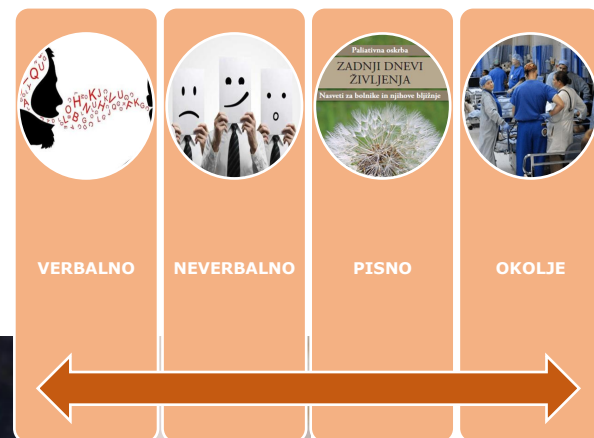 Paliativna oskrba
ZADNJI DNEVI
ŽIVLJENJA
Nasveti za bolnike in njihove bližnje
VERBALNO
NEVERBALNO
PISNO
OKOLJE